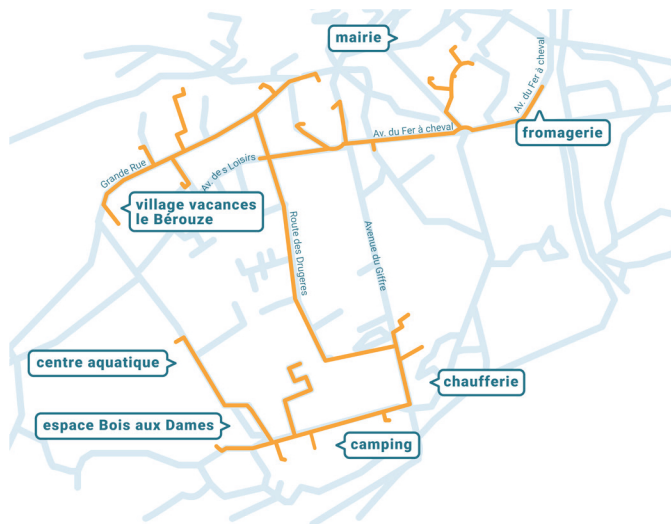 mairie
Av. du Fer à cheval
fromagerie
Av. du Fer à cheval
Av. des Loisirs
Grande Rue
village vacances
le Bérouze
Route des Drugeres
Avenue du Giffre
centre aquatique
chaufferie
espace Bois aux Dames
camping